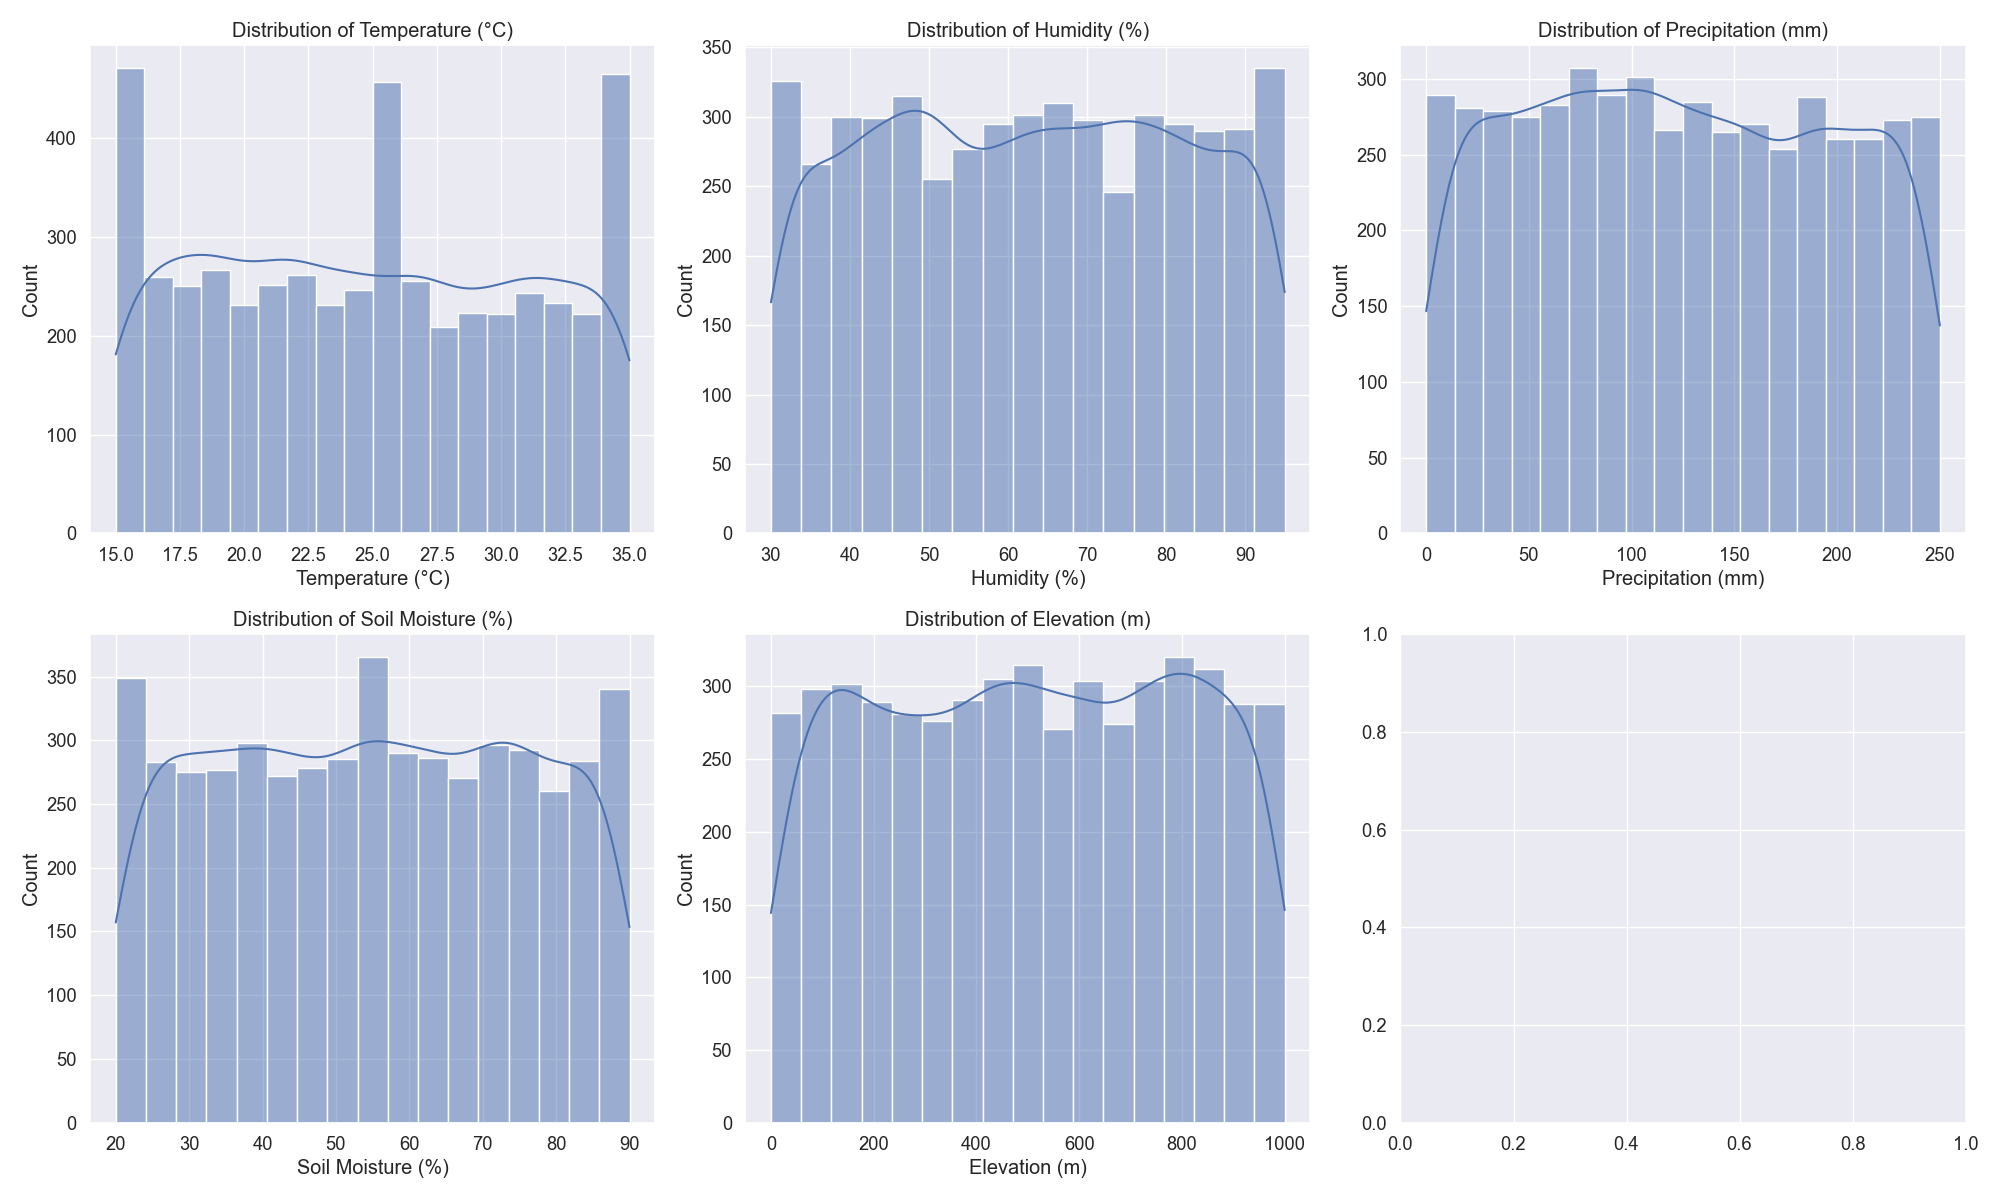 Distribution of Temperature (°C)
Count
400
300
200
100
0
15.0 17.5 20.0 22.5 25.0 27.5 30.0 32.5 35.0
Temperature (°C)
Distribution of Humidity (%)
Count
350
300
250
200
150
100
50
0
30 40 50 60 70 80 90
Humidity (%)
Distribution of Precipitation (mm)
Count
300
250
200
150
100
50
0
0 50 100 150 200 250
Precipitation (mm)
Distribution of Soil Moisture (%)
Count
350
300
250
200
150
100
50
0
20 30 40 50 60 70 80 90
Soil Moisture (%)
Distribution of Elevation (m)
Count
300
250
200
150
100
50
0
0 200 400 600 800 1000
Elevation (m)
1.0
0.8
0.6
0.4
0.2
0.0
0.0 0.2 0.4 0.6 0.8 1.0